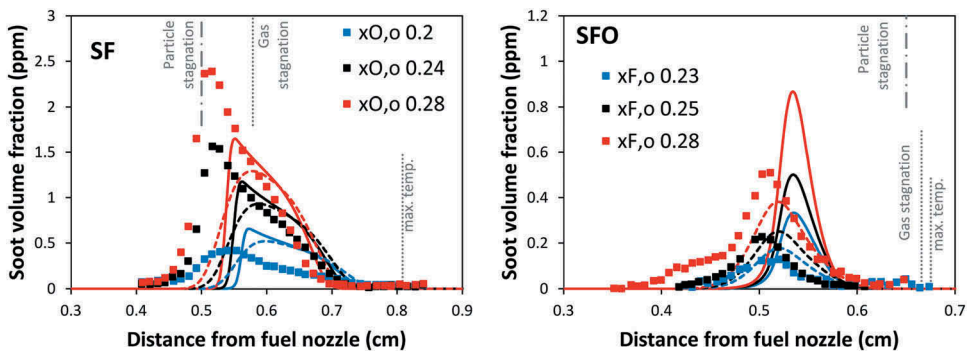 SF
Soot volume fraction (ppm)
3
2.5
2
1.5
1
0.5
0
0.3
0.4
0.5
0.6
0.7
0.8
0.9
Distance from fuel nozzle (cm)
Particle
stagnation
Gas
stagnation
max. temp.
xO,o 0.2
xO,o 0.24
xO,o 0.28
SFO
Soot volume fraction (ppm)
1.2
1
0.8
0.6
0.4
0.2
0
0.3
0.4
0.5
0.6
0.7
Distance from fuel nozzle (cm)
xF,o 0.23
xF,o 0.25
xF,o 0.28
Particle
stagnation
Gas stagnation
max. temp.